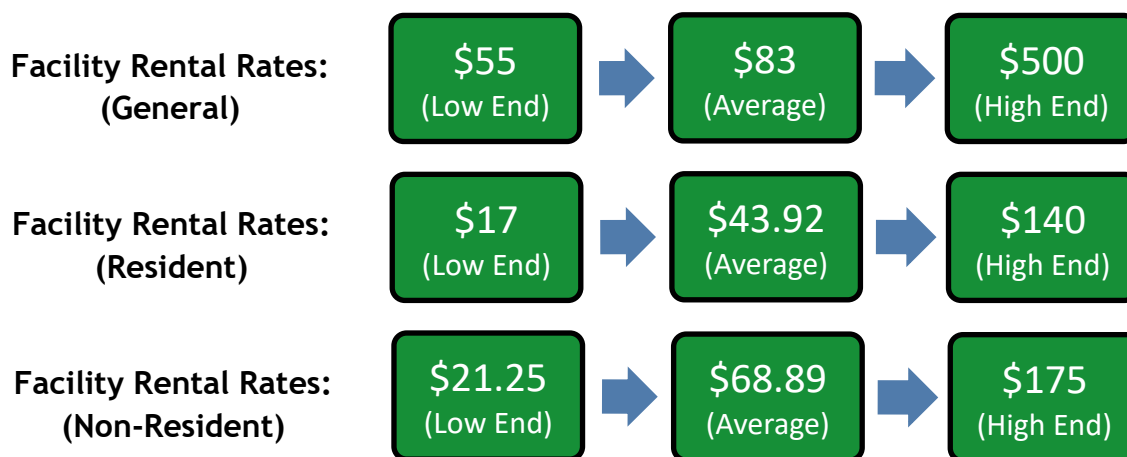 Facility Rental Rates:
(General)
$55
(Low End)
$83
(Average)
$500
(High End)
Facility Rental Rates:
(Resident)
$17
(Low End)
$43.92
(Average)
$140
(High End)
Facility Rental Rates:
(Non-Resident)
$21.25
(Low End)
$68.89
(Average)
$175
(High End)